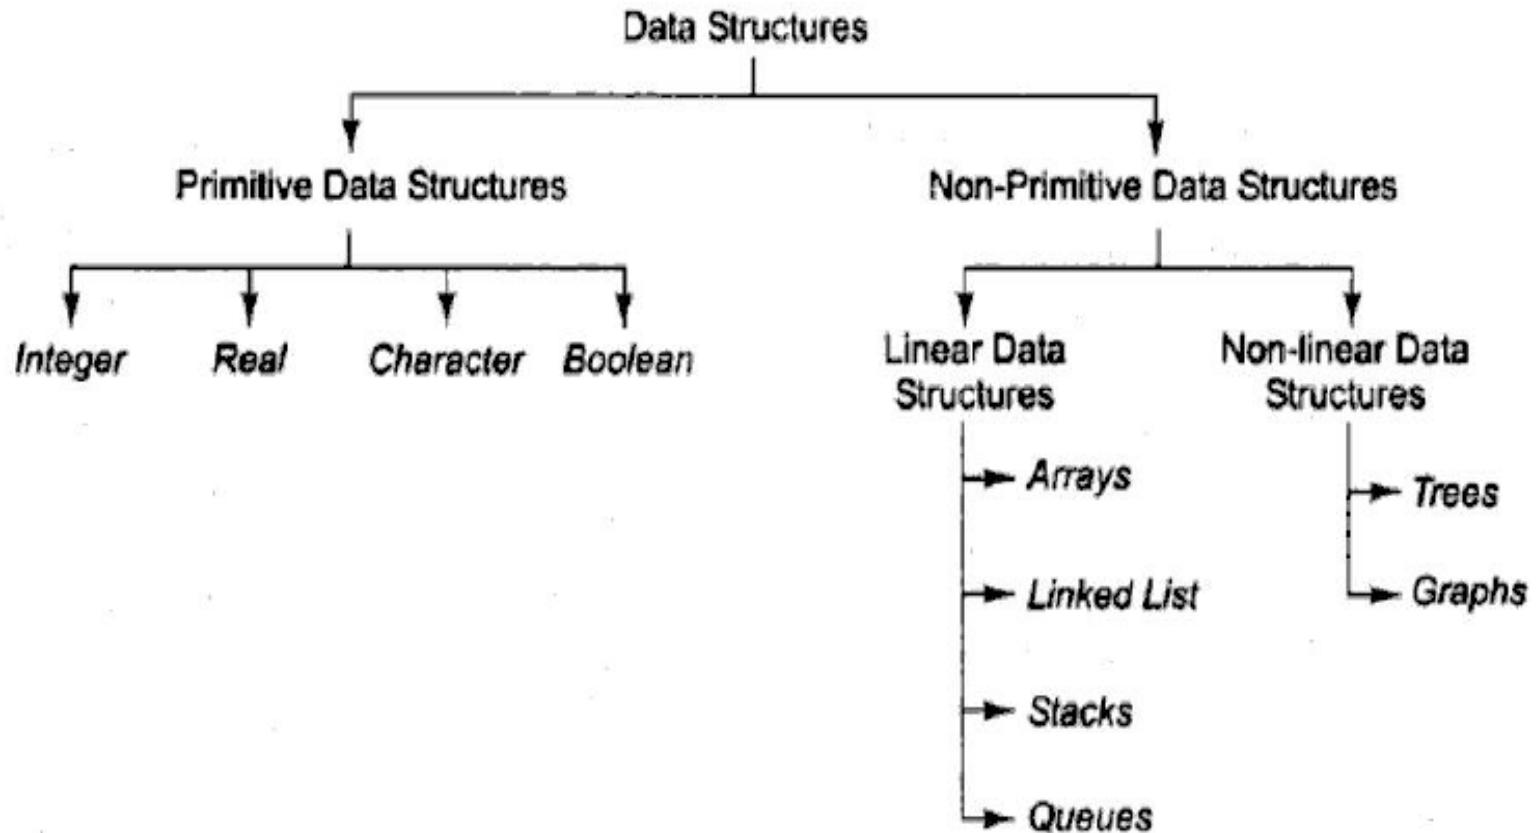 Data Structures
Primitive Data Structures
Non-Primitive Data Structures
Integer
Real
Character
Boolean
Linear Data
Structures
Non-linear Data
Structures
Arrays
Linked List
Stacks
Queues
Trees
Graphs